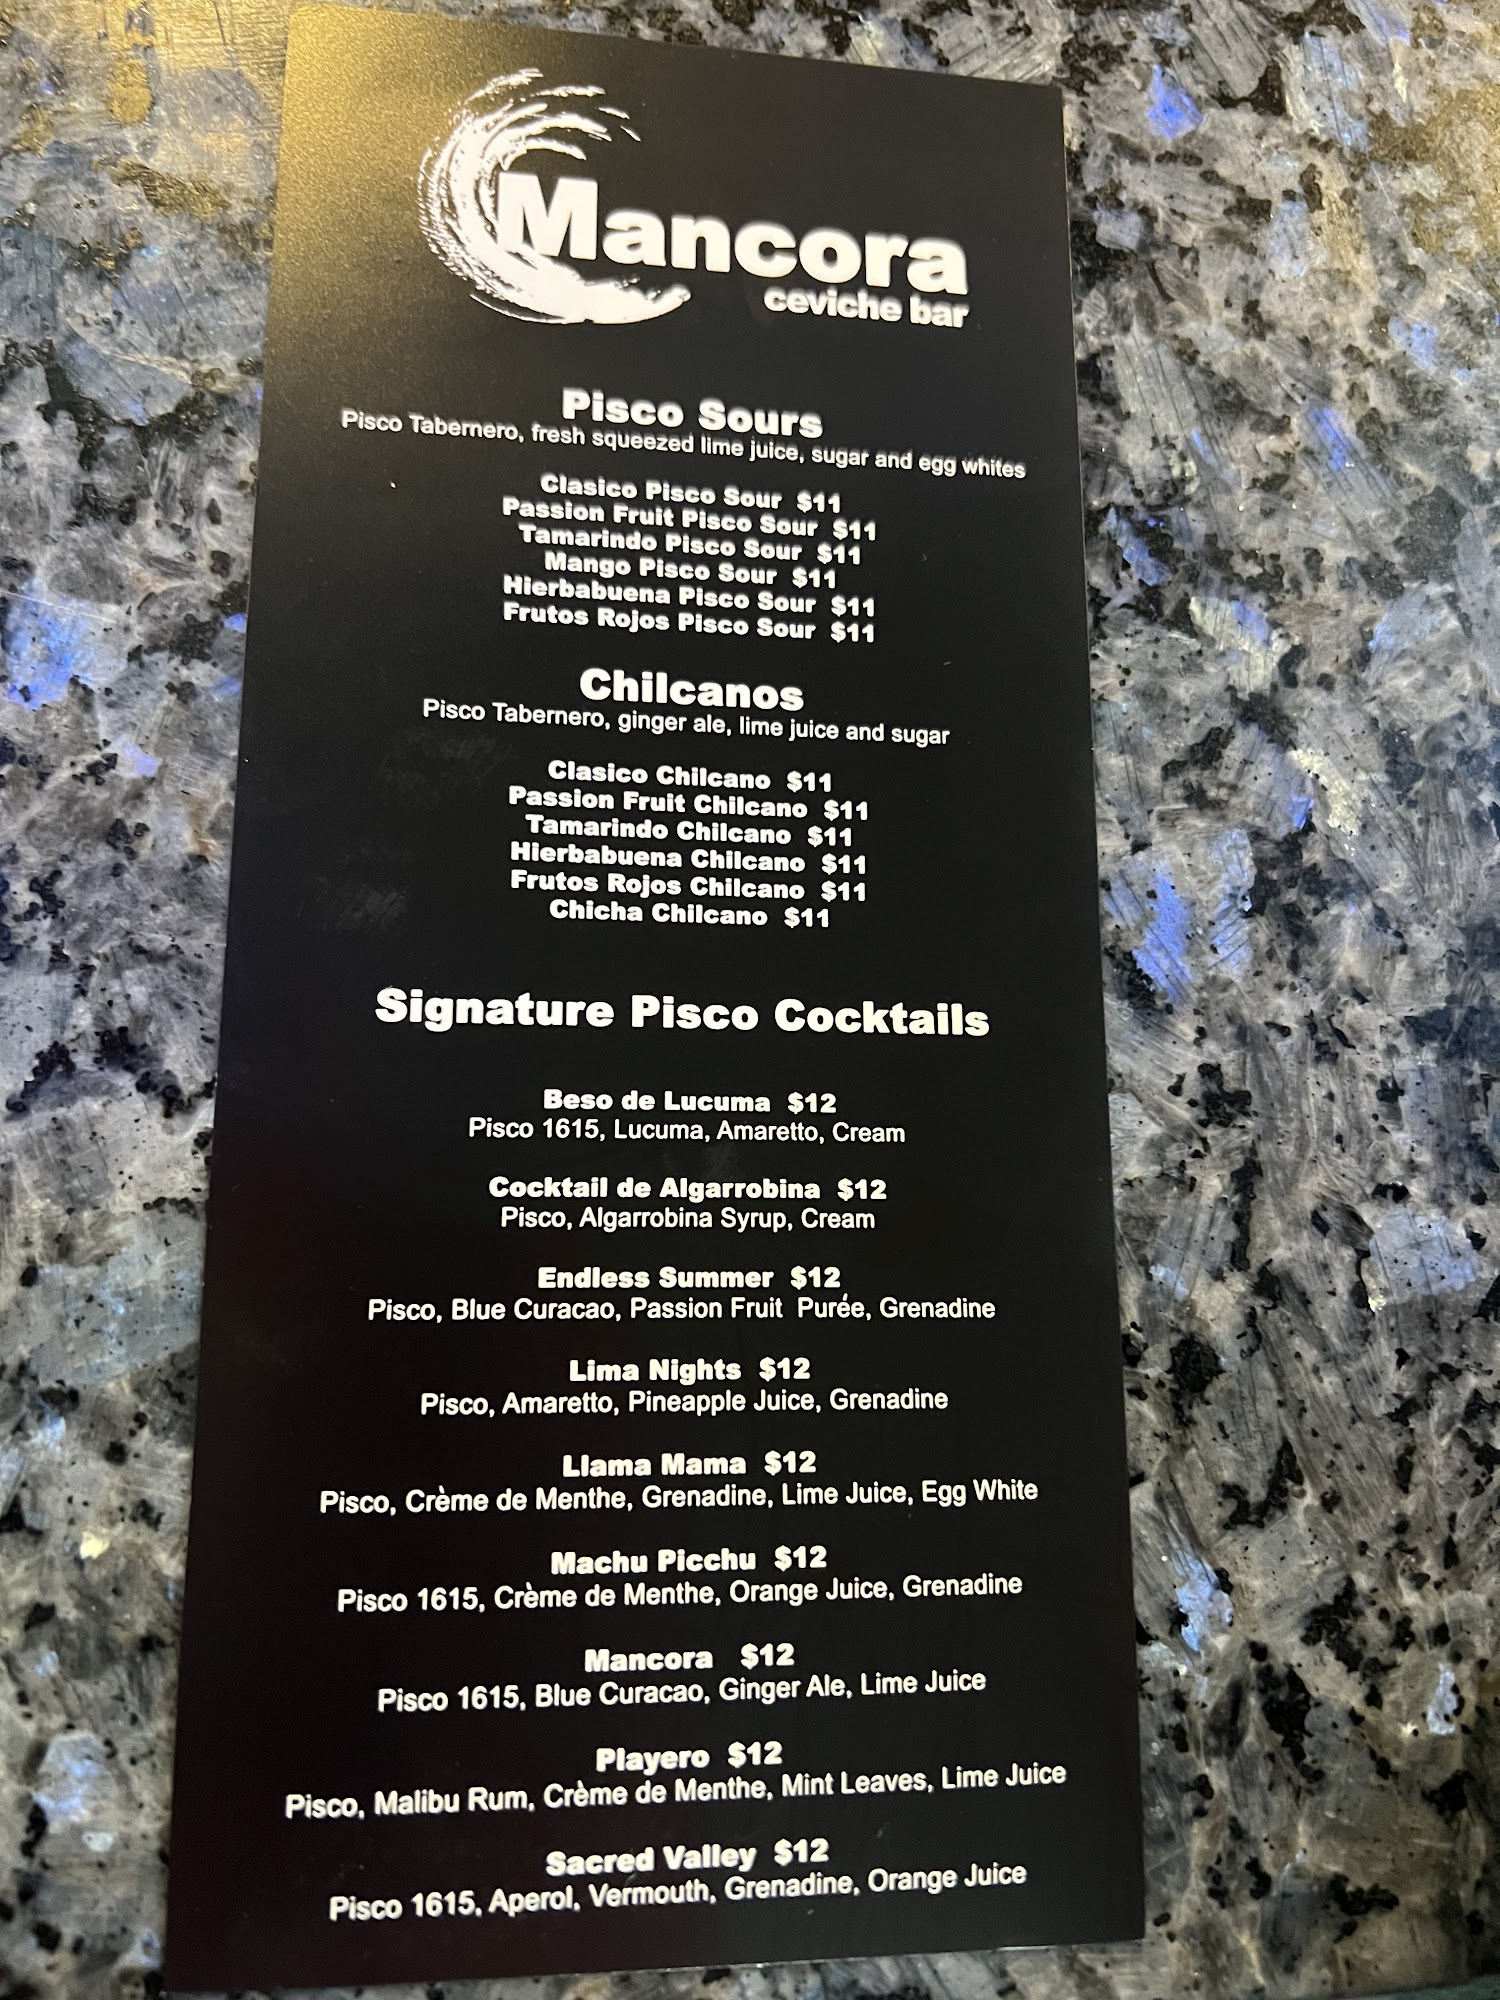 Mancora
ceviche bar
Pisco Sours
Pisco Tabernero, fresh squeezed lime juice, sugar and egg whites
Clasico Pisco Sour $11
Passion Fruit Pisco Sour $11
Tamarindo Pisco Sour $11
Mango Pisco Sour $11
Hierbabuena Pisco Sour $11
Frutos Rojos Pisco Sour $11
Chilcanos
Pisco Tabernero, ginger ale, lime juice and sugar
Clasico Chilcano $11
Passion Fruit Chilcano $11
Tamarindo Chilcano $11
Hierbabuena Chilcano $11
Frutos Rojos Chilcano $11
Chicha Chilcano $11
Signature Pisco Cocktails
Beso de Lucuma $12
Pisco 1615, Lucuma, Amaretto, Cream
Cocktail de Algarrobina $12
Pisco, Algarrobina Syrup, Cream
Endless Summer $12
Pisco, Blue Curacao, Passion Fruit Purée, Grenadine
Lima Nights $12
Pisco, Amaretto, Pineapple Juice, Grenadine
Llama Mama $12
Pisco, Crème de Menthe, Grenadine, Lime Juice, Egg White
Machu Picchu $12
Pisco 1615, Crème de Menthe, Orange Juice, Grenadine
Mancora $12
Pisco 1615, Blue Curacao, Ginger Ale, Lime Juice
Playero $12
Pisco, Malibu Rum, Crème de Menthe, Mint Leaves, Lime Juice
Sacred Valley $12
Pisco 1615, Aperol, Vermouth, Grenadine, Orange Juice